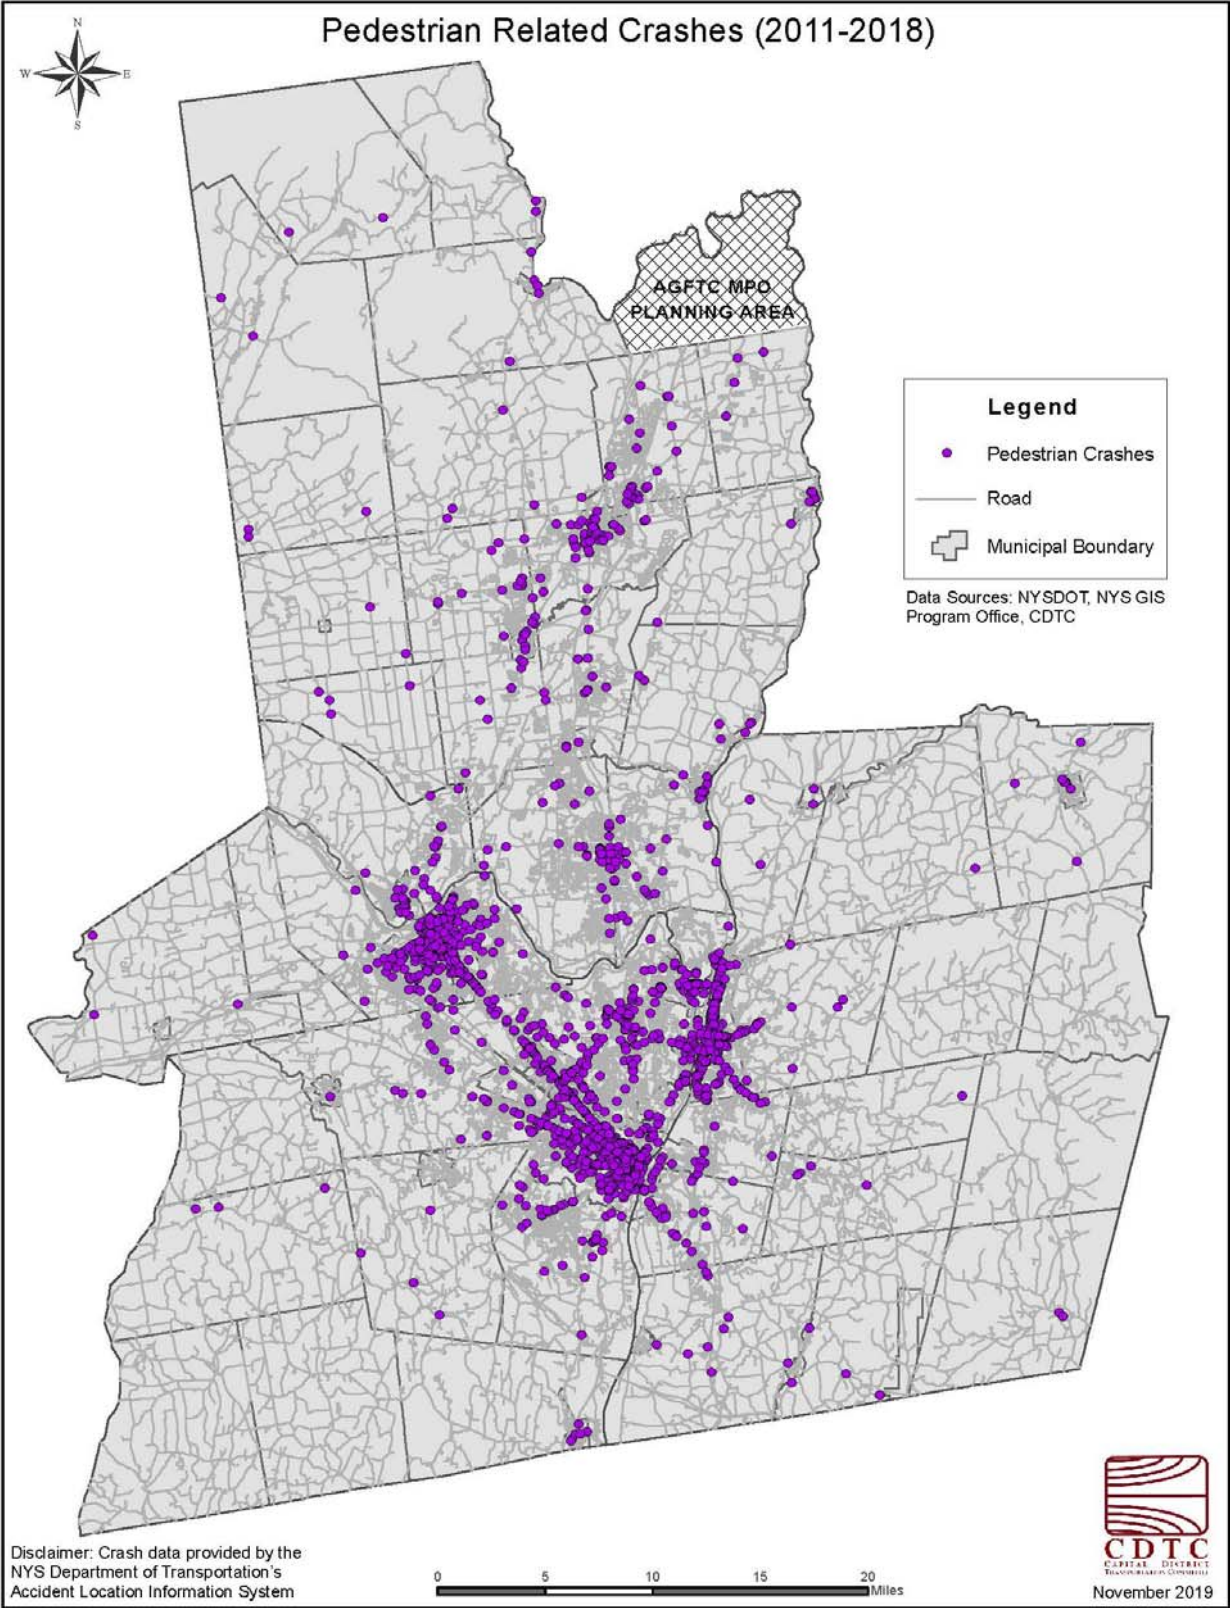 Pedestrian Related Crashes (2011-2018)
N
W
E
S
AGFTC MPO
PLANNING AREA
Legend
Pedestrian Crashes
Road
Municipal Boundary
Data Sources: NYSDOT, NYS GIS
Program Office, CDTC
Disclaimer: Crash data provided by the
NYS Department of Transportation's
Accident Location Information System
0 5 10 15 20
Miles
CDTC
CAPITAL DISTRICT
TRANSPORTATION COMMITTEE
November 2019